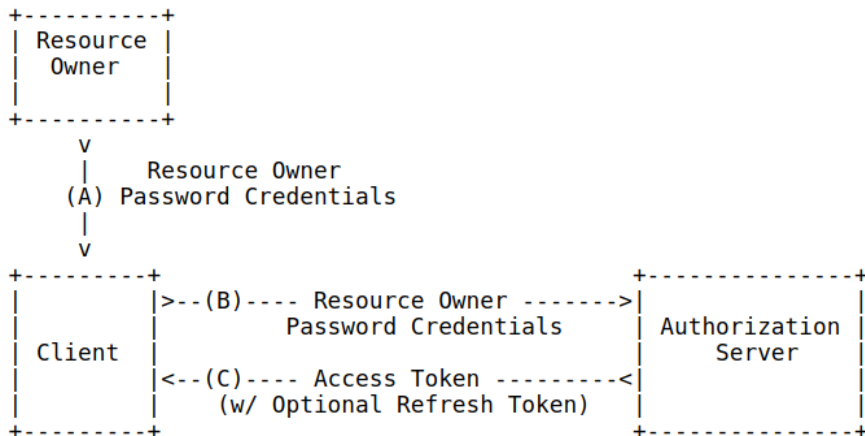 +----------+
| Resource |
|  Owner   |
|          |
+----------+
     v
     |    Resource Owner
    (A) Password Credentials
     |
     v
+---------+                                  +---------------+
|         |>--(B)---- Resource Owner ------->|               |
|         |         Password Credentials     | Authorization |
| Client  |                                  |     Server    |
|         |<--(C)---- Access Token ---------<|               |
|         |    (w/ Optional Refresh Token)   |               |
+---------+                                  +---------------+